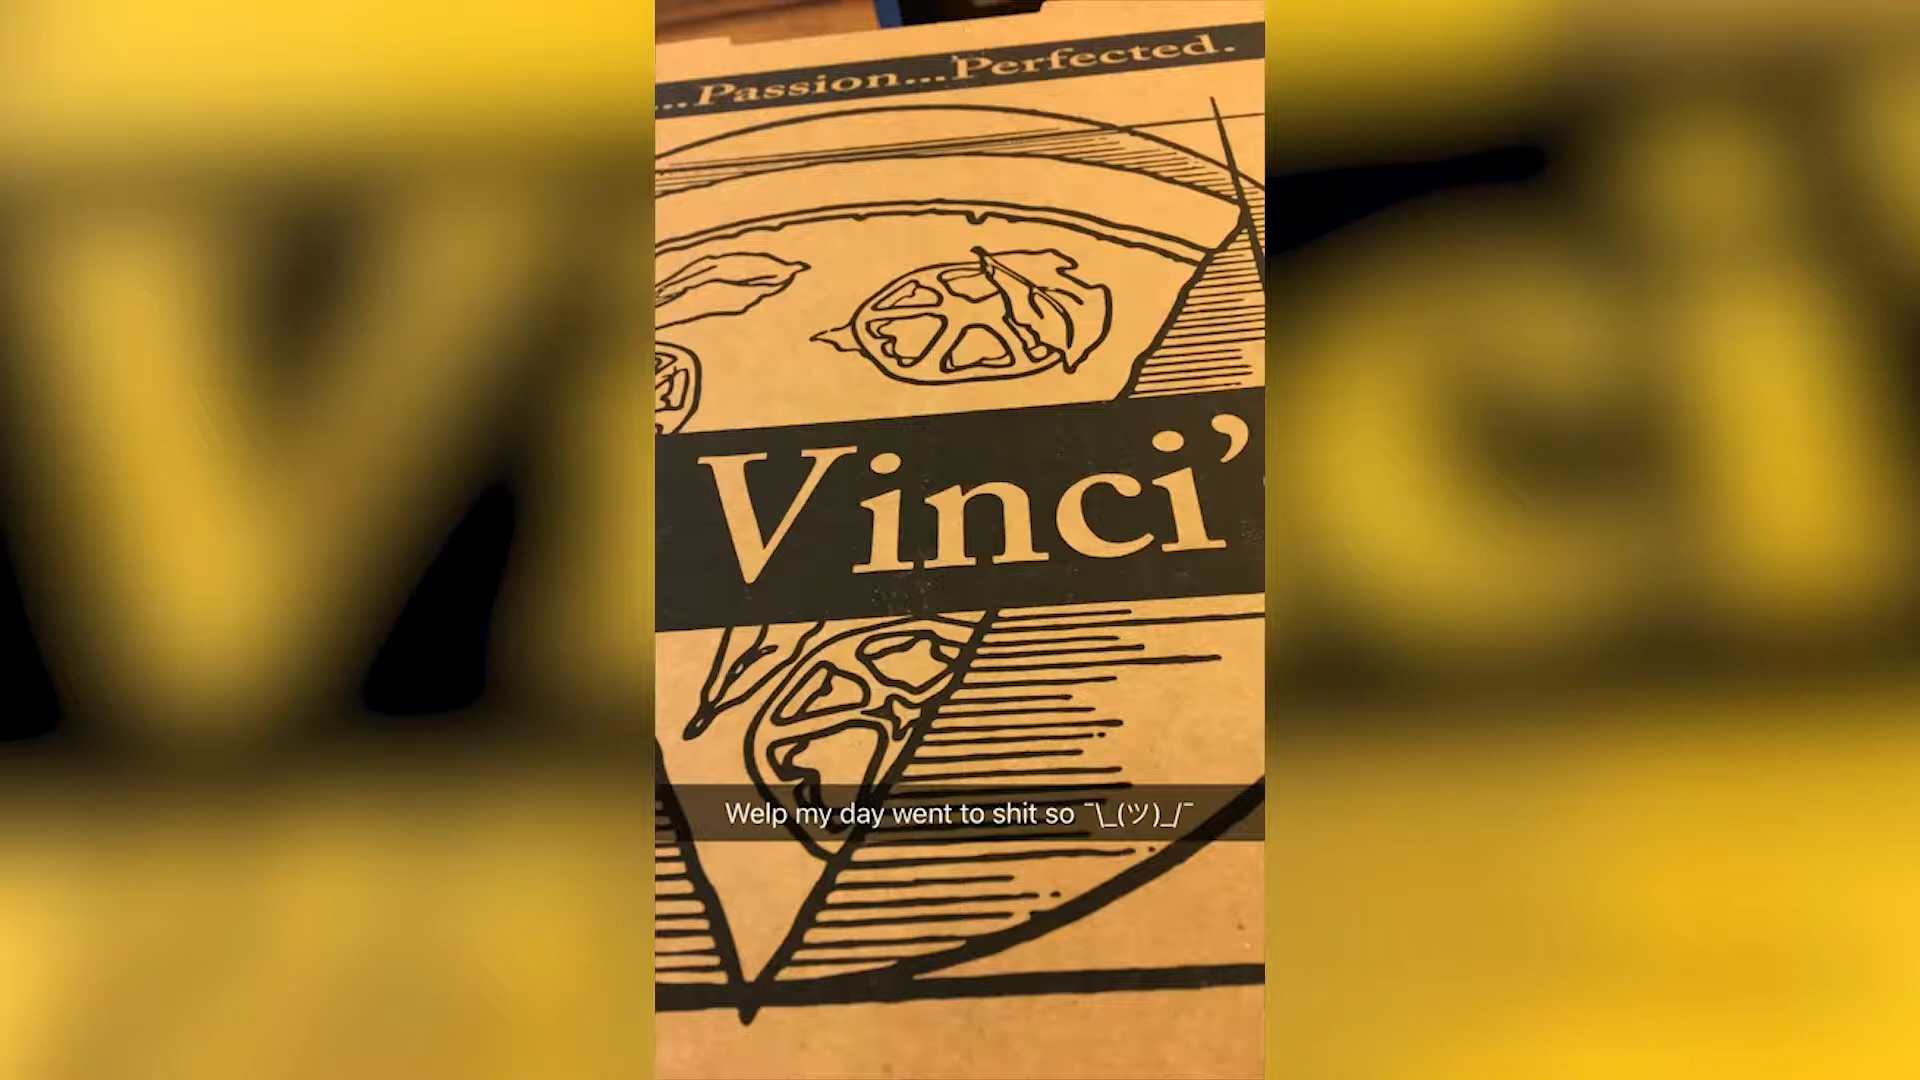 ...Passion...Perfected.
Vinci'
Welp my day went to shit so ¯\_(ツ)_/¯